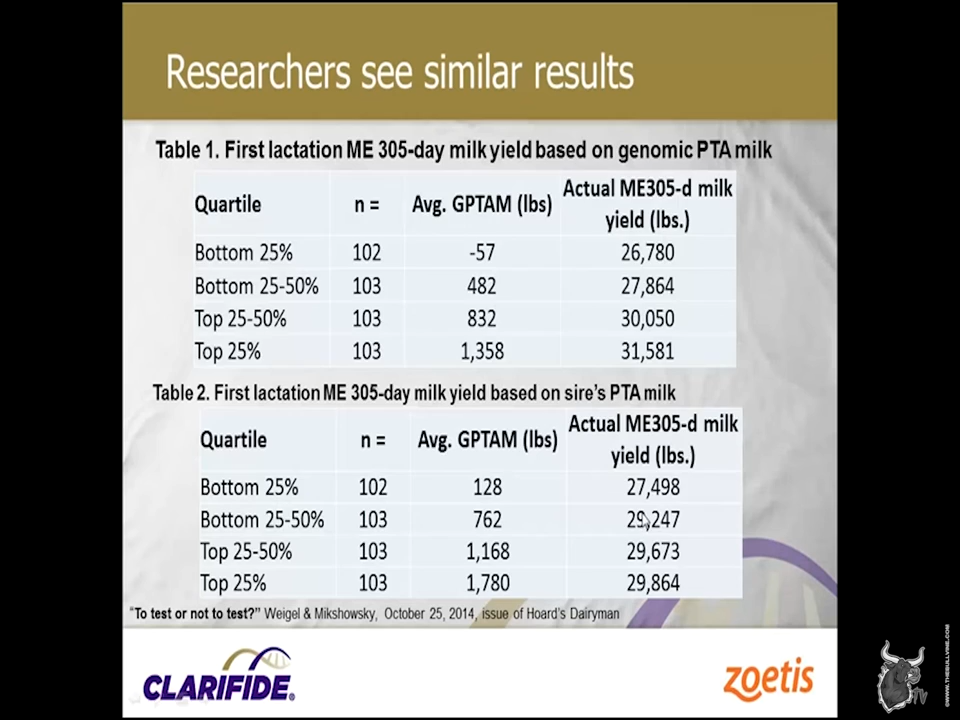 Researchers see similar results
Table 1. First lactation ME 305-day milk yield based on genomic PTA milk
Quartile n = Avg. GPTAM (lbs) Actual ME305-d milk yield (lbs.)
Bottom 25% 102 -57 26,780
Bottom 25-50% 103 482 27,864
Top 25-50% 103 832 30,050
Top 25% 103 1,358 31,581
Table 2. First lactation ME 305-day milk yield based on sire's PTA milk
Quartile n = Avg. GPTAM (lbs) Actual ME305-d milk yield (lbs.)
Bottom 25% 102 128 27,498
Bottom 25-50% 103 762 29,247
Top 25-50% 103 1,168 29,673
Top 25% 103 1,780 29,864
"To test or not to test?" Weigel & Mikshowsky, October 25, 2014, issue of Hoard's Dairyman
CLARIFIDE®
zoetis
TV
©WWW.THEBULLVINE.COM